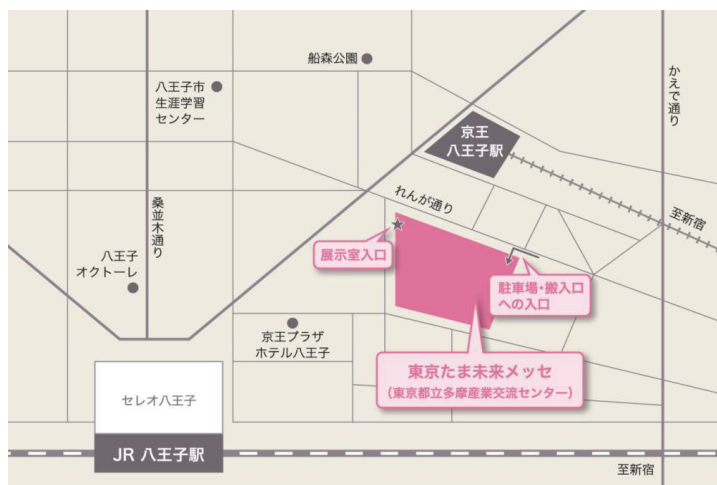 船森公園
八王子市
生涯学習
センター
京王
八王子駅
かえで通り
れんが通り
至新宿
桑並木通り
展示室入口
八王子
オクトーレ
駐車場・搬入口
への入口
京王プラザ
ホテル八王子
東京たま未来メッセ
（東京都立多摩産業交流センター）
セレオ八王子
JR 八王子駅
至新宿